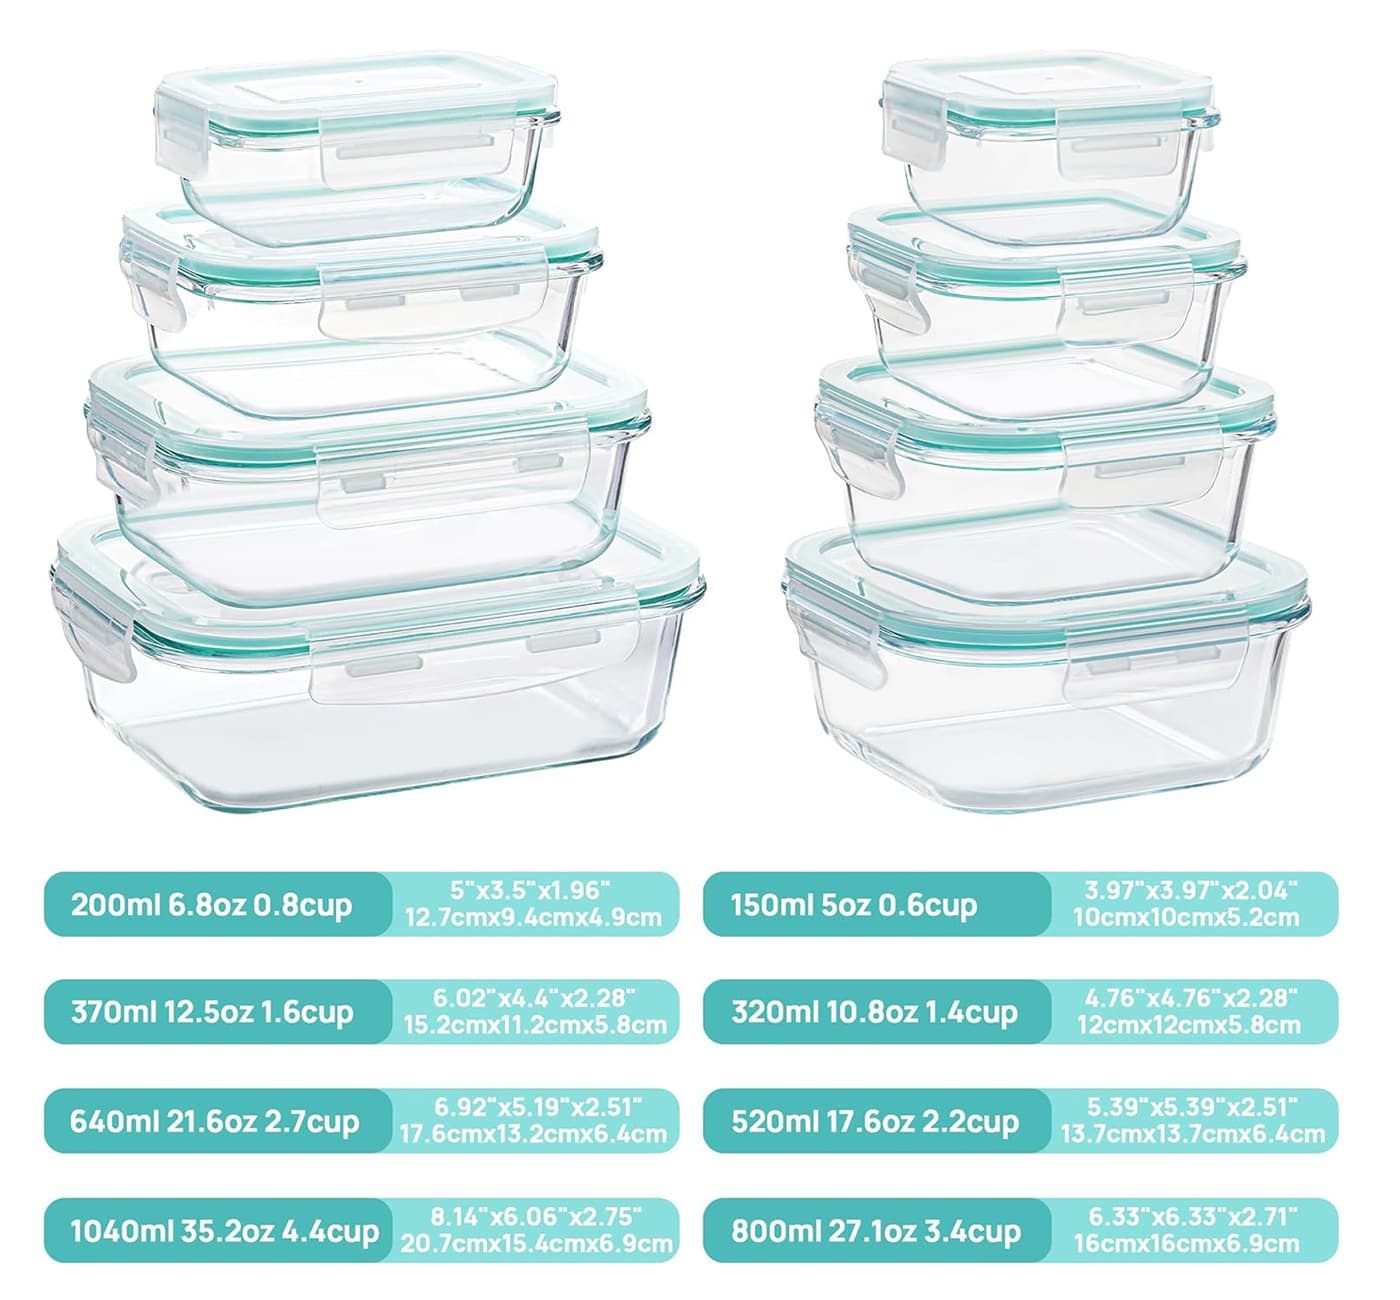 200ml 6.8oz 0.8cup
5"x3.5"x1.96"
12.7cmx9.4cmx4.9cm
150ml 5oz 0.6cup
3.97"x3.97"x2.04"
10cmx10cmx5.2cm
370ml 12.5oz 1.6cup
6.02"x4.4"x2.28"
15.2cmx11.2cmx5.8cm
320ml 10.8oz 1.4cup
4.76"x4.76"x2.28"
12cmx12cmx5.8cm
640ml 21.6oz 2.7cup
6.92"x5.19"x2.51"
17.6cmx13.2cmx6.4cm
520ml 17.6oz 2.2cup
5.39"x5.39"x2.51"
13.7cmx13.7cmx6.4cm
1040ml 35.2oz 4.4cup
8.14"x6.06"x2.75"
20.7cmx15.4cmx6.9cm
800ml 27.1oz 3.4cup
6.33"x6.33"x2.71"
16cmx16cmx6.9cm